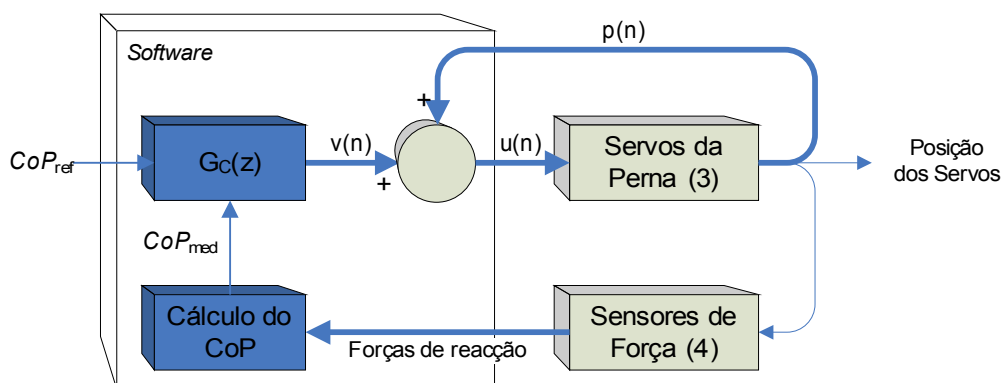 p(n)
Software
+
CoPref
GC(z)
v(n)
+
u(n)
Servos da
Perna (3)
Posição
dos Servos
CoPmed
Cálculo do
CoP
Forças de reacção
Sensores de
Força (4)